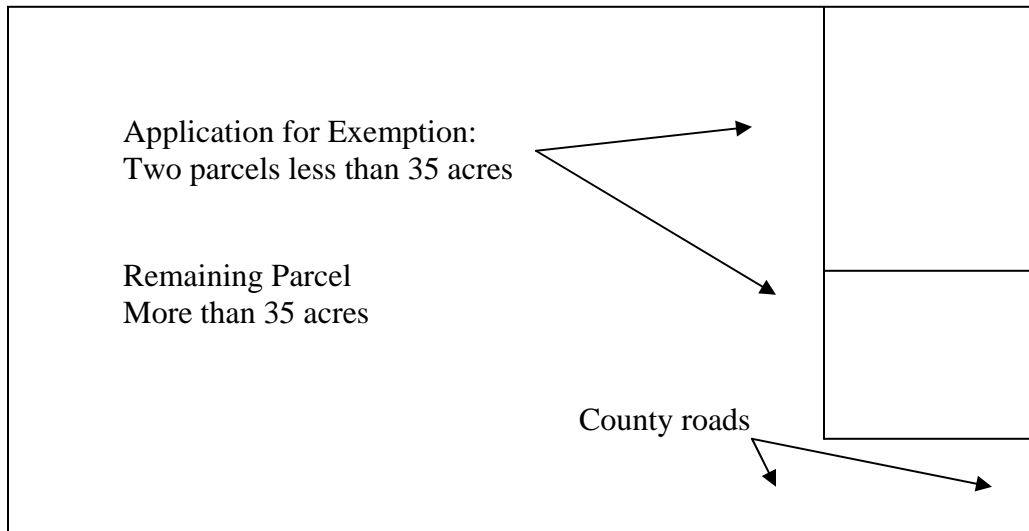 Application for Exemption:
Two parcels less than 35 acres
Remaining Parcel
More than 35 acres
County roads